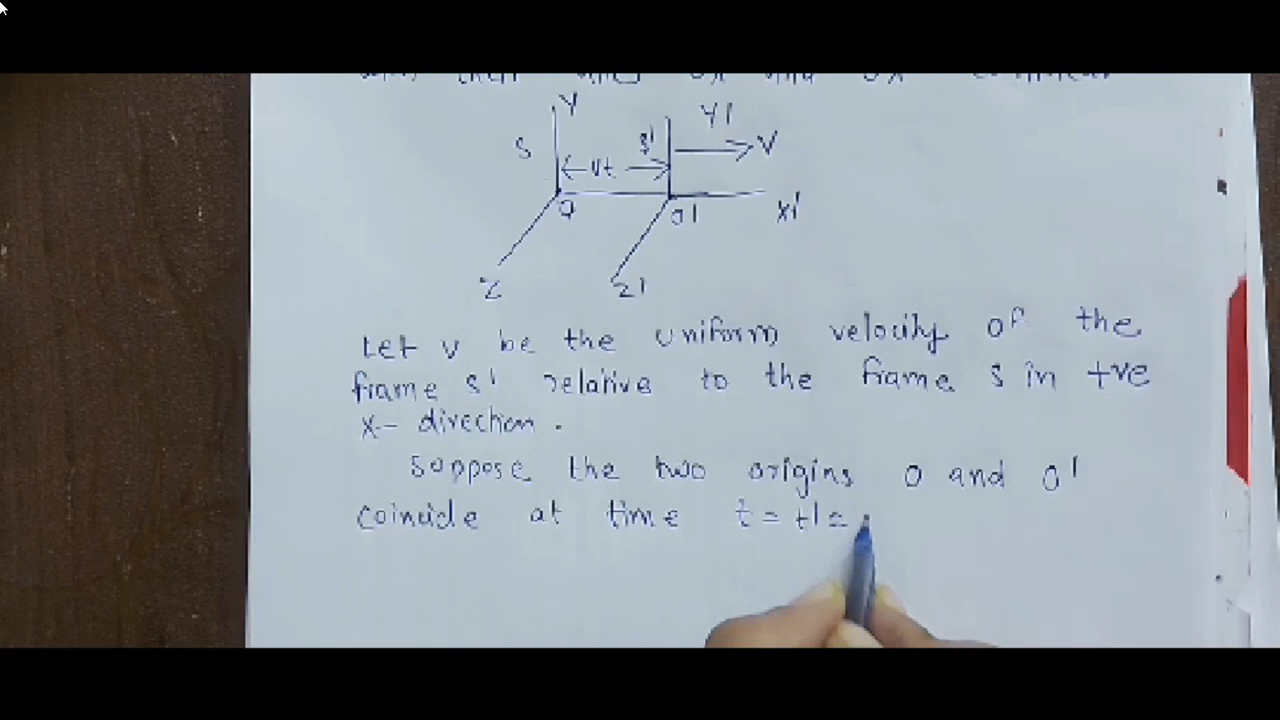 Y
Y'
S
S'
V
vt
O
O'
X'
Z
Z'
Let v be the uniform velocity of the
frame S' relative to the frame S in +ve
X- direction.
Suppose the two origins O and O'
coincide at time t = t' =